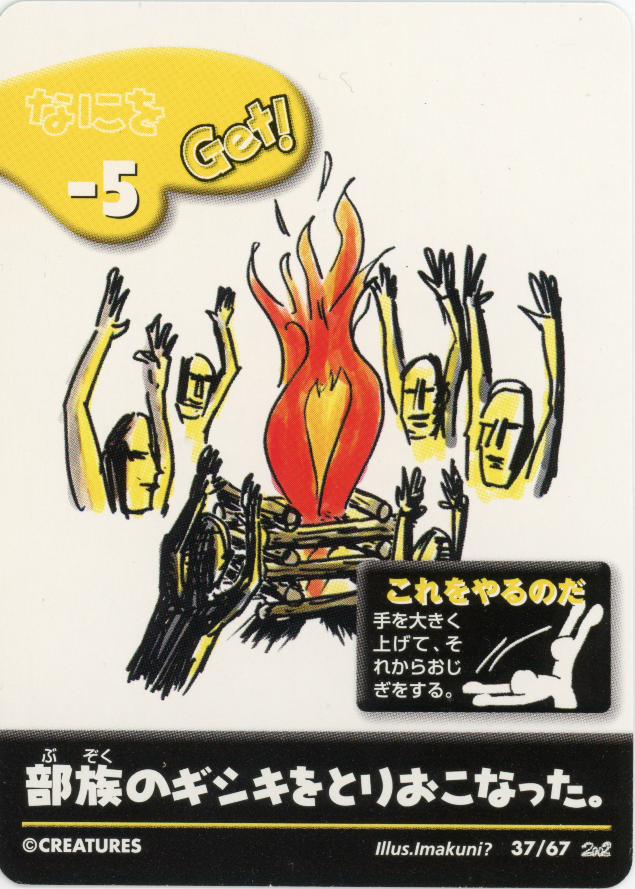 なにを
Get!
-5
これをやるのだ
手を大きく
上げて、そ
れからおじ
ぎをする。
ぶ ぞく
部族のギシキをとりおこなった。
©CREATURES
Illus.Imakuni? 37/67 2002